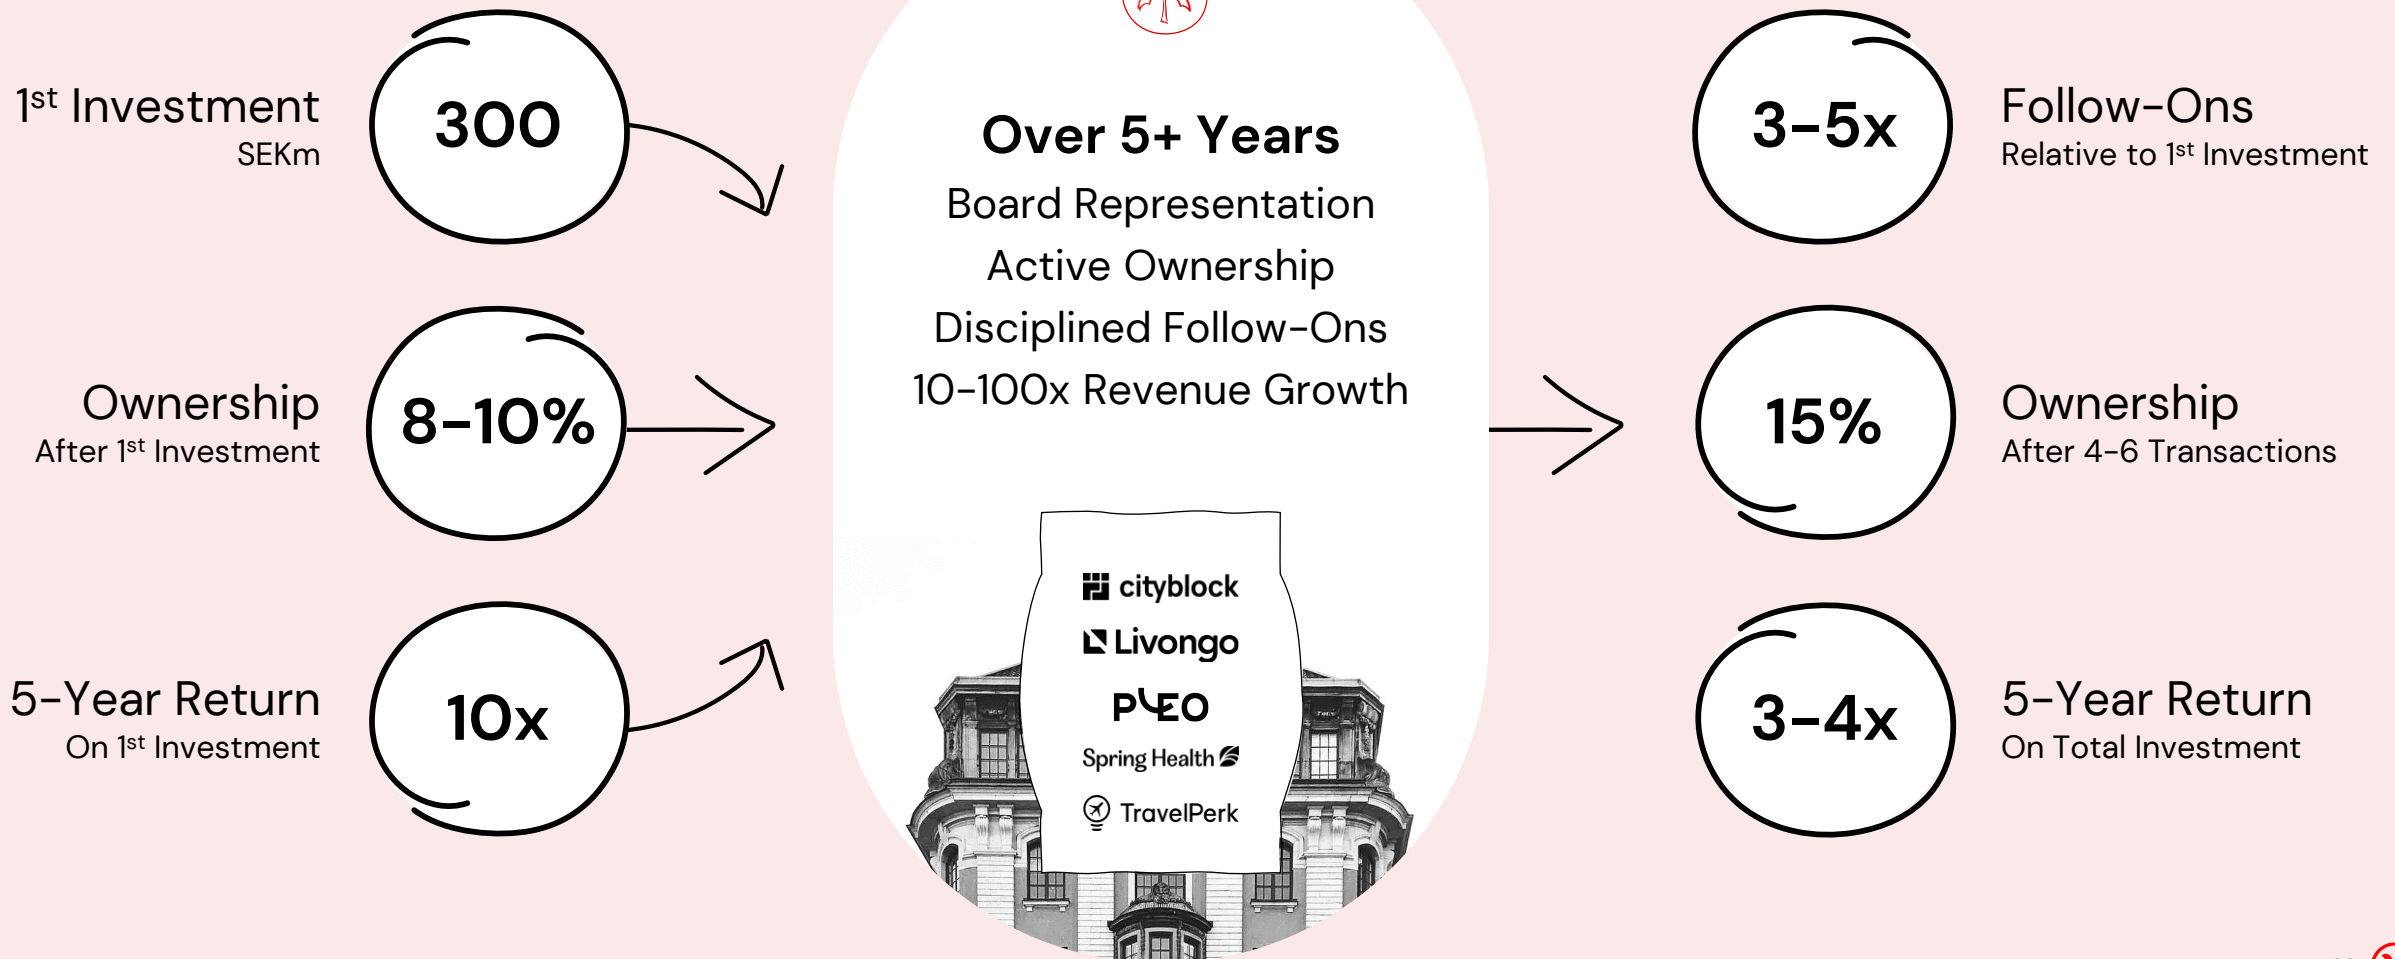 1st Investment
SEKm
300
Ownership
After 1st Investment
8-10%
5-Year Return
On 1st Investment
10x
Over 5+ Years
Board Representation
Active Ownership
Disciplined Follow-Ons
10-100x Revenue Growth
cityblock
Livongo
PLEO
Spring Health
TravelPerk
3-5x
Follow-Ons
Relative to 1st Investment
15%
Ownership
After 4-6 Transactions
3-4x
5-Year Return
On Total Investment